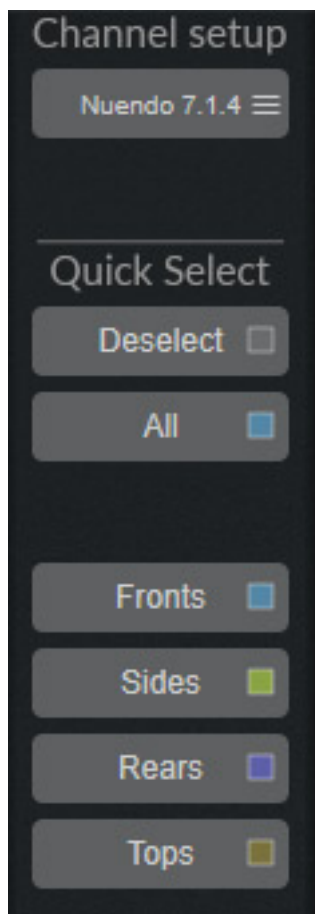 Channel setup
Nuendo 7.1.4
Quick Select
Deselect
All
Fronts
Sides
Rears
Tops